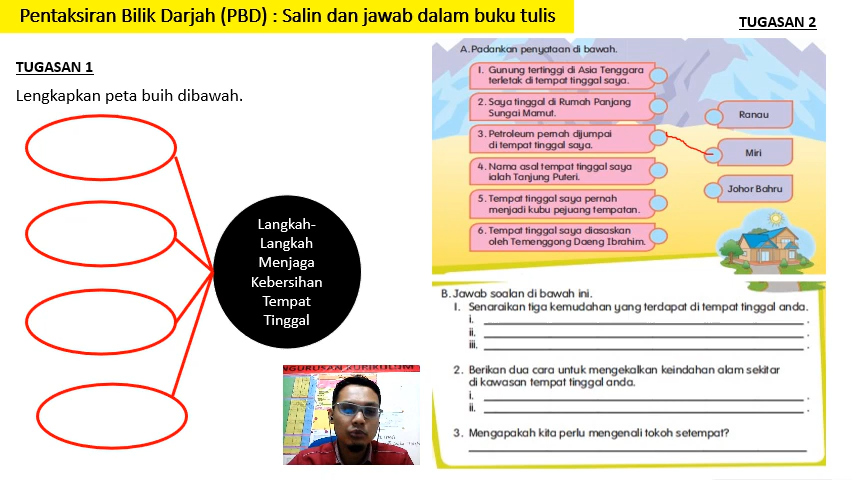 Pentaksiran Bilik Darjah (PBD) : Salin dan jawab dalam buku tulis
TUGASAN 1
Lengkapkan peta buih dibawah.
Langkah-
Langkah
Menjaga
Kebersihan
Tempat
Tinggal
NGURUSAN KURIKULUM
TUGASAN 2
A. Padankan penyataan di bawah.
1. Gunung tertinggi di Asia Tenggara
terletak di tempat tinggal saya.
2. Saya tinggal di Rumah Panjang
Sungai Mamut.
3. Petroleum pernah dijumpai
di tempat tinggal saya.
4. Nama asal tempat tinggal saya
ialah Tanjung Puteri.
5. Tempat tinggal saya pernah
menjadi kubu pejuang tempatan.
6. Tempat tinggal saya diasaskan
oleh Temenggong Daeng Ibrahim.
Ranau
Miri
Johor Bahru
B. Jawab soalan di bawah ini.
1. Senaraikan tiga kemudahan yang terdapat di tempat tinggal anda.
i. .
ii. .
iii. .
2. Berikan dua cara untuk mengekalkan keindahan alam sekitar
di kawasan tempat tinggal anda.
i. .
ii. .
3. Mengapakah kita perlu mengenali tokoh setempat?